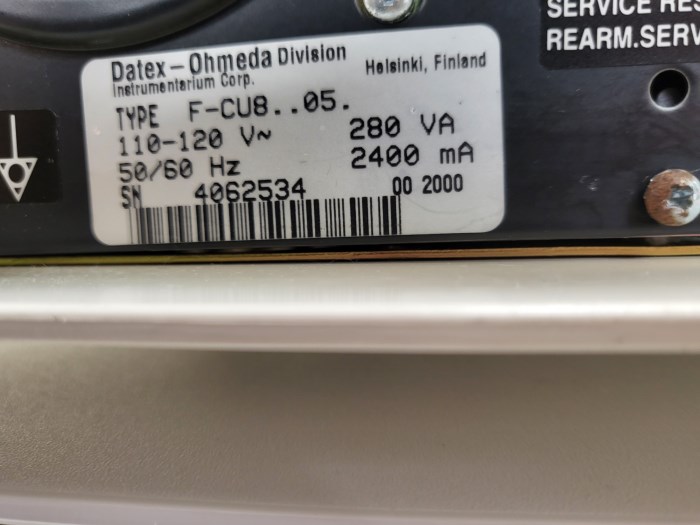 Datex-Ohmeda Division
Instrumentarium Corp.
Helsinki, Finland
TYPE F-CU8..05.
110-120 V~ 280 VA
50/60 Hz 2400 mA
SN 4062534 00 2000
SERVICE
REARM.SERV